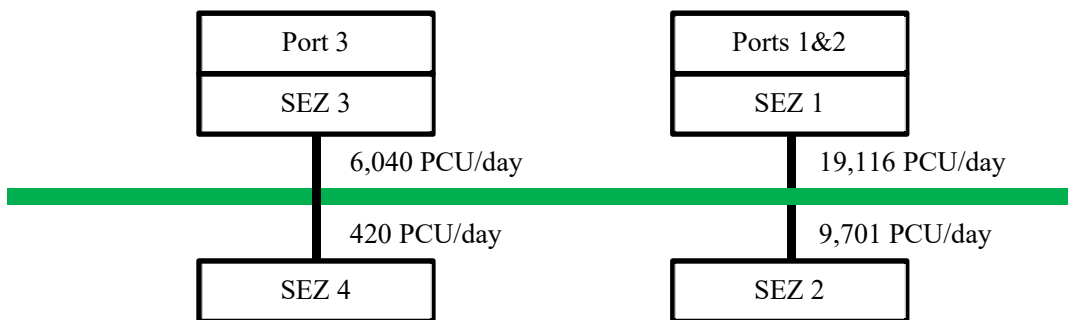 Port 3
Ports 1&2
SEZ 3
SEZ 1
6,040 PCU/day
19,116 PCU/day
420 PCU/day
9,701 PCU/day
SEZ 4
SEZ 2